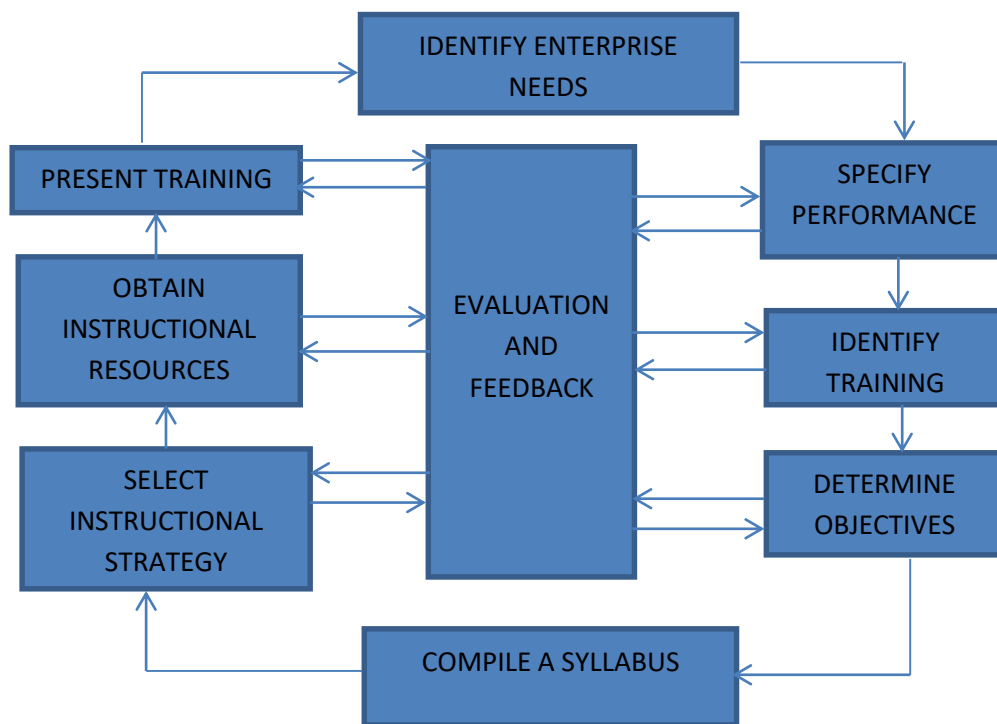 IDENTIFY ENTERPRISE
NEEDS
PRESENT TRAINING
SPECIFY
PERFORMANCE
OBTAIN
INSTRUCTIONAL
RESOURCES
EVALUATION
AND
FEEDBACK
IDENTIFY
TRAINING
SELECT
INSTRUCTIONAL
STRATEGY
DETERMINE
OBJECTIVES
COMPILE A SYLLABUS